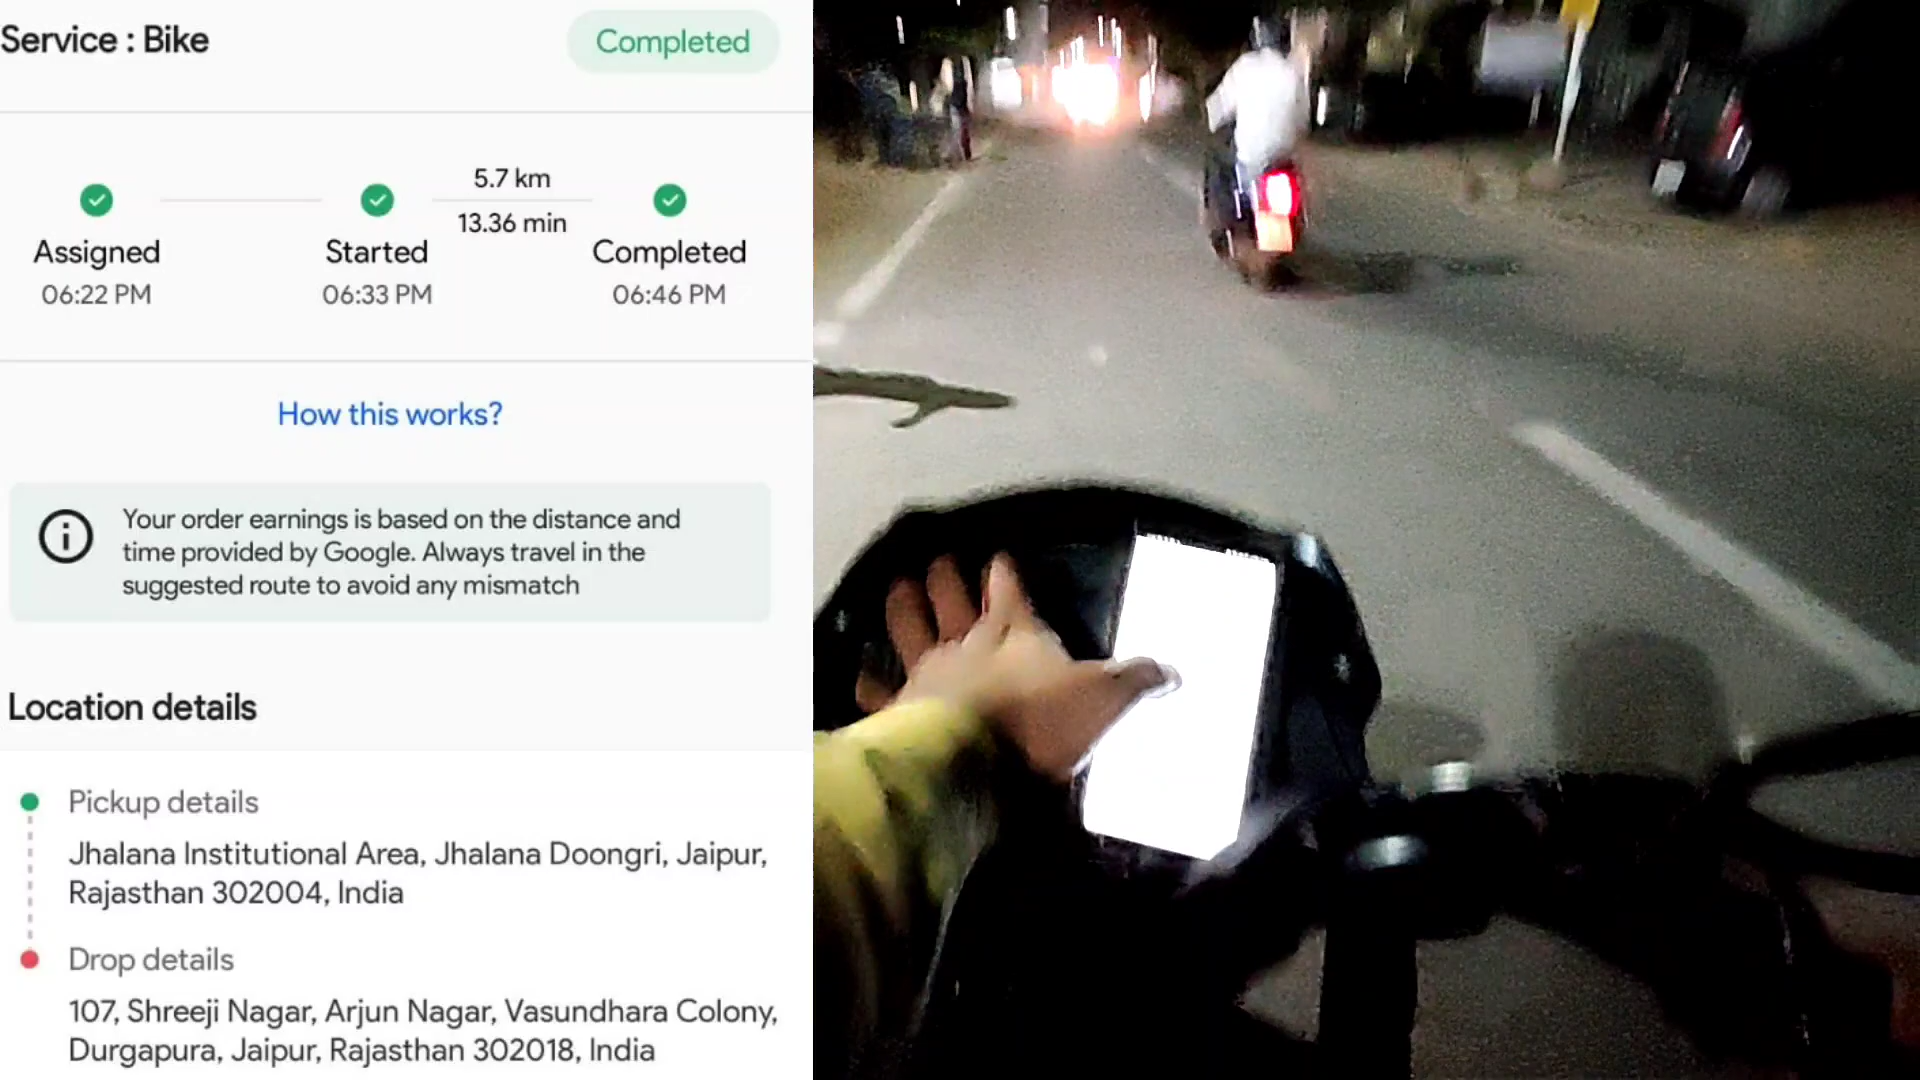 Service : Bike
Completed
5.7 km
13.36 min
Assigned
Started
Completed
06:22 PM
06:33 PM
06:46 PM
How this works?
Your order earnings is based on the distance and
time provided by Google. Always travel in the
suggested route to avoid any mismatch
Location details
Pickup details
Jhalana Institutional Area, Jhalana Doongri, Jaipur,
Rajasthan 302004, India
Drop details
107, Shreeji Nagar, Arjun Nagar, Vasundhara Colony,
Durgapura, Jaipur, Rajasthan 302018, India